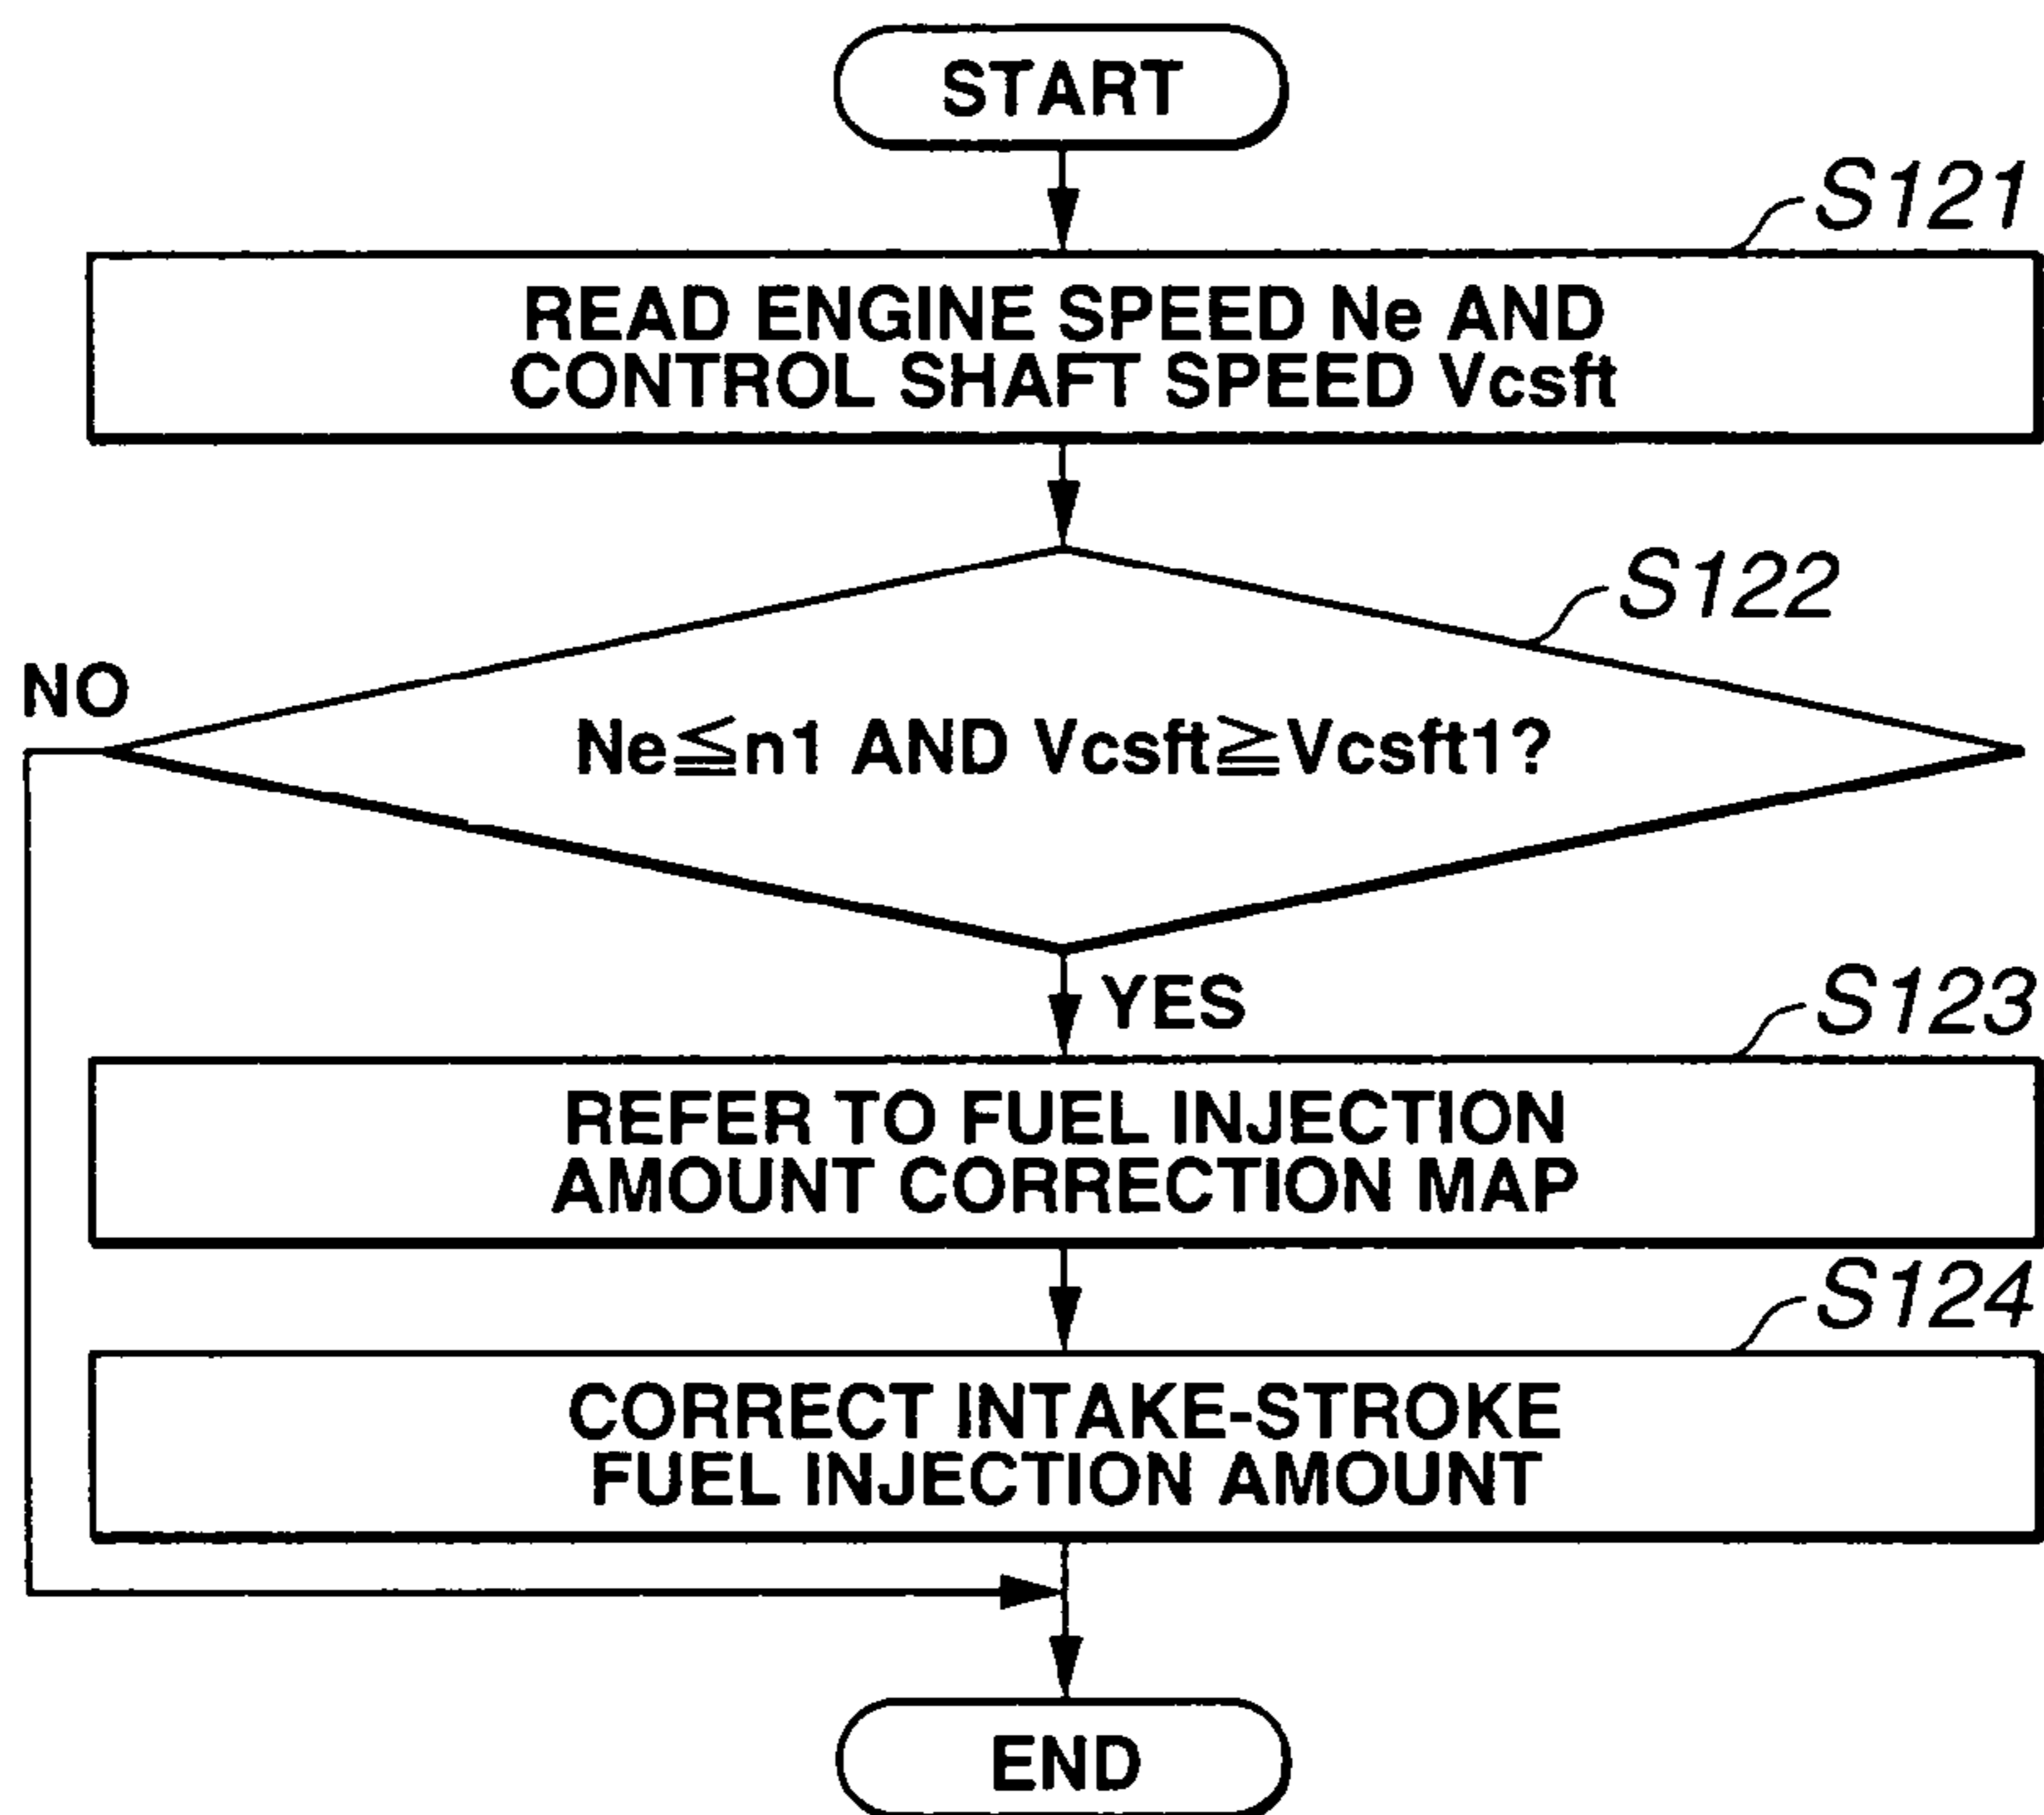 START
S121
READ ENGINE SPEED Ne AND
CONTROL SHAFT SPEED Vcsft
S122
NO
Ne≦n1 AND Vcsft≧Vcsft1?
YES
S123
REFER TO FUEL INJECTION
AMOUNT CORRECTION MAP
S124
CORRECT INTAKE-STROKE
FUEL INJECTION AMOUNT
END